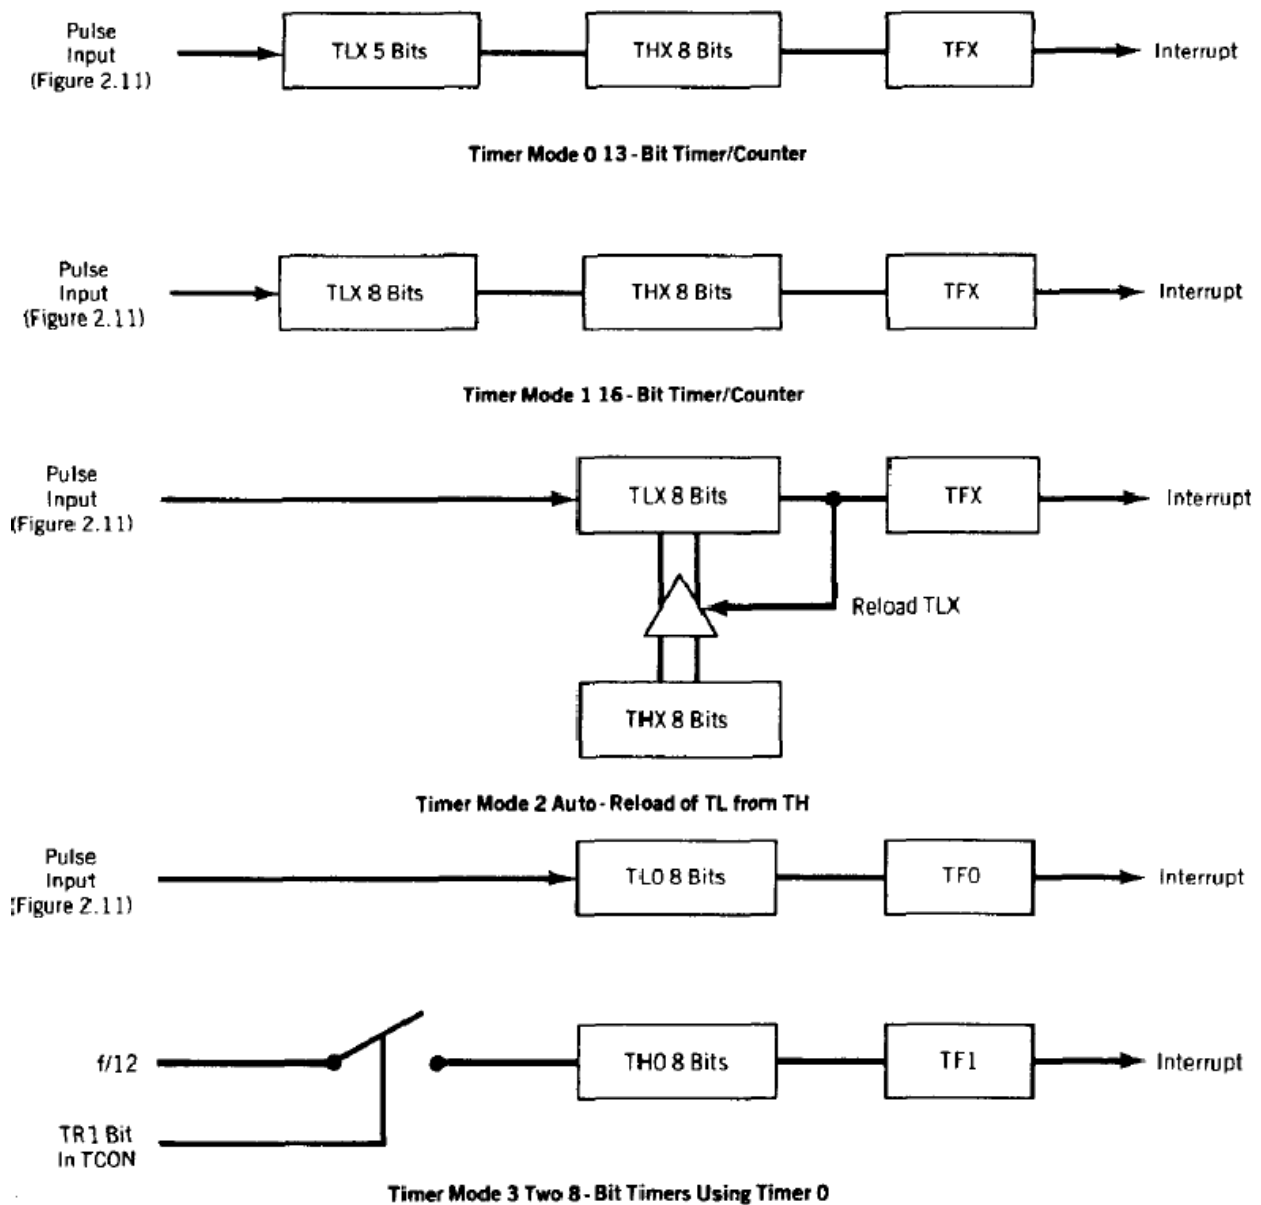 Pulse
Input
(Figure 2.11)
TLX 5 Bits
THX 8 Bits
TFX
Interrupt
Timer Mode 0 13-Bit Timer/Counter
Pulse
Input
(Figure 2.11)
TLX 8 Bits
THX 8 Bits
TFX
Interrupt
Timer Mode 1 16-Bit Timer/Counter
Pulse
Input
(Figure 2.11)
TLX 8 Bits
TFX
Interrupt
Reload TLX
THX 8 Bits
Timer Mode 2 Auto-Reload of TL from TH
Pulse
Input
(Figure 2.11)
TL0 8 Bits
TF0
Interrupt
f/12
TH0 8 Bits
TF1
Interrupt
TR1 Bit
In TCON
Timer Mode 3 Two 8-Bit Timers Using Timer 0